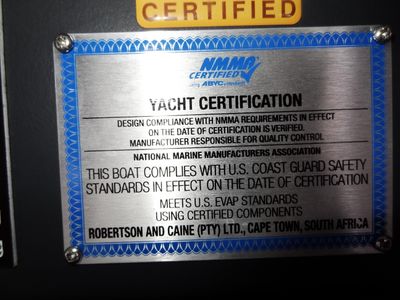 CERTIFIED
NMMA
CERTIFIED
using ABYC standards
YACHT CERTIFICATION
DESIGN COMPLIANCE WITH NMMA REQUIREMENTS IN EFFECT
ON THE DATE OF CERTIFICATION IS VERIFIED.
MANUFACTURER RESPONSIBLE FOR QUALITY CONTROL
NATIONAL MARINE MANUFACTURERS ASSOCIATION
THIS BOAT COMPLIES WITH U.S. COAST GUARD SAFETY
STANDARDS IN EFFECT ON THE DATE OF CERTIFICATION
MEETS U.S. EVAP STANDARDS
USING CERTIFIED COMPONENTS
ROBERTSON AND CAINE (PTY) LTD., CAPE TOWN, SOUTH AFRICA